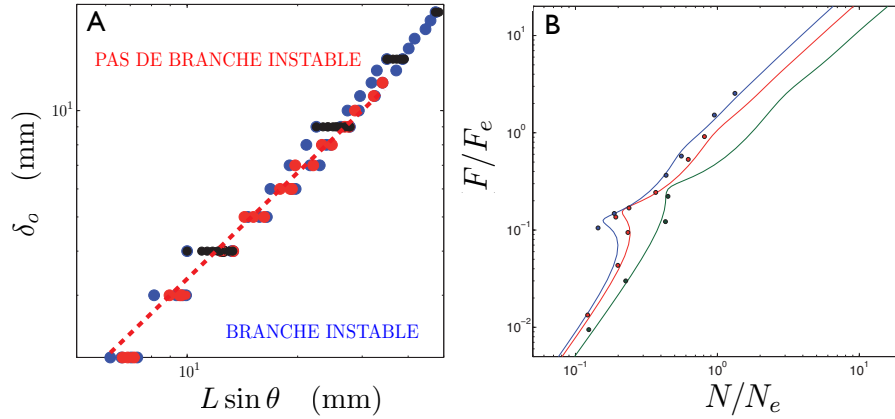 A
PAS DE BRANCHE INSTABLE
10¹
δₒ (mm)
BRANCHE INSTABLE
10¹
L sin θ (mm)
B
10¹
10⁰
10⁻¹
10⁻²
F/Fₑ
10⁻¹
10⁰
10¹
N/Nₑ